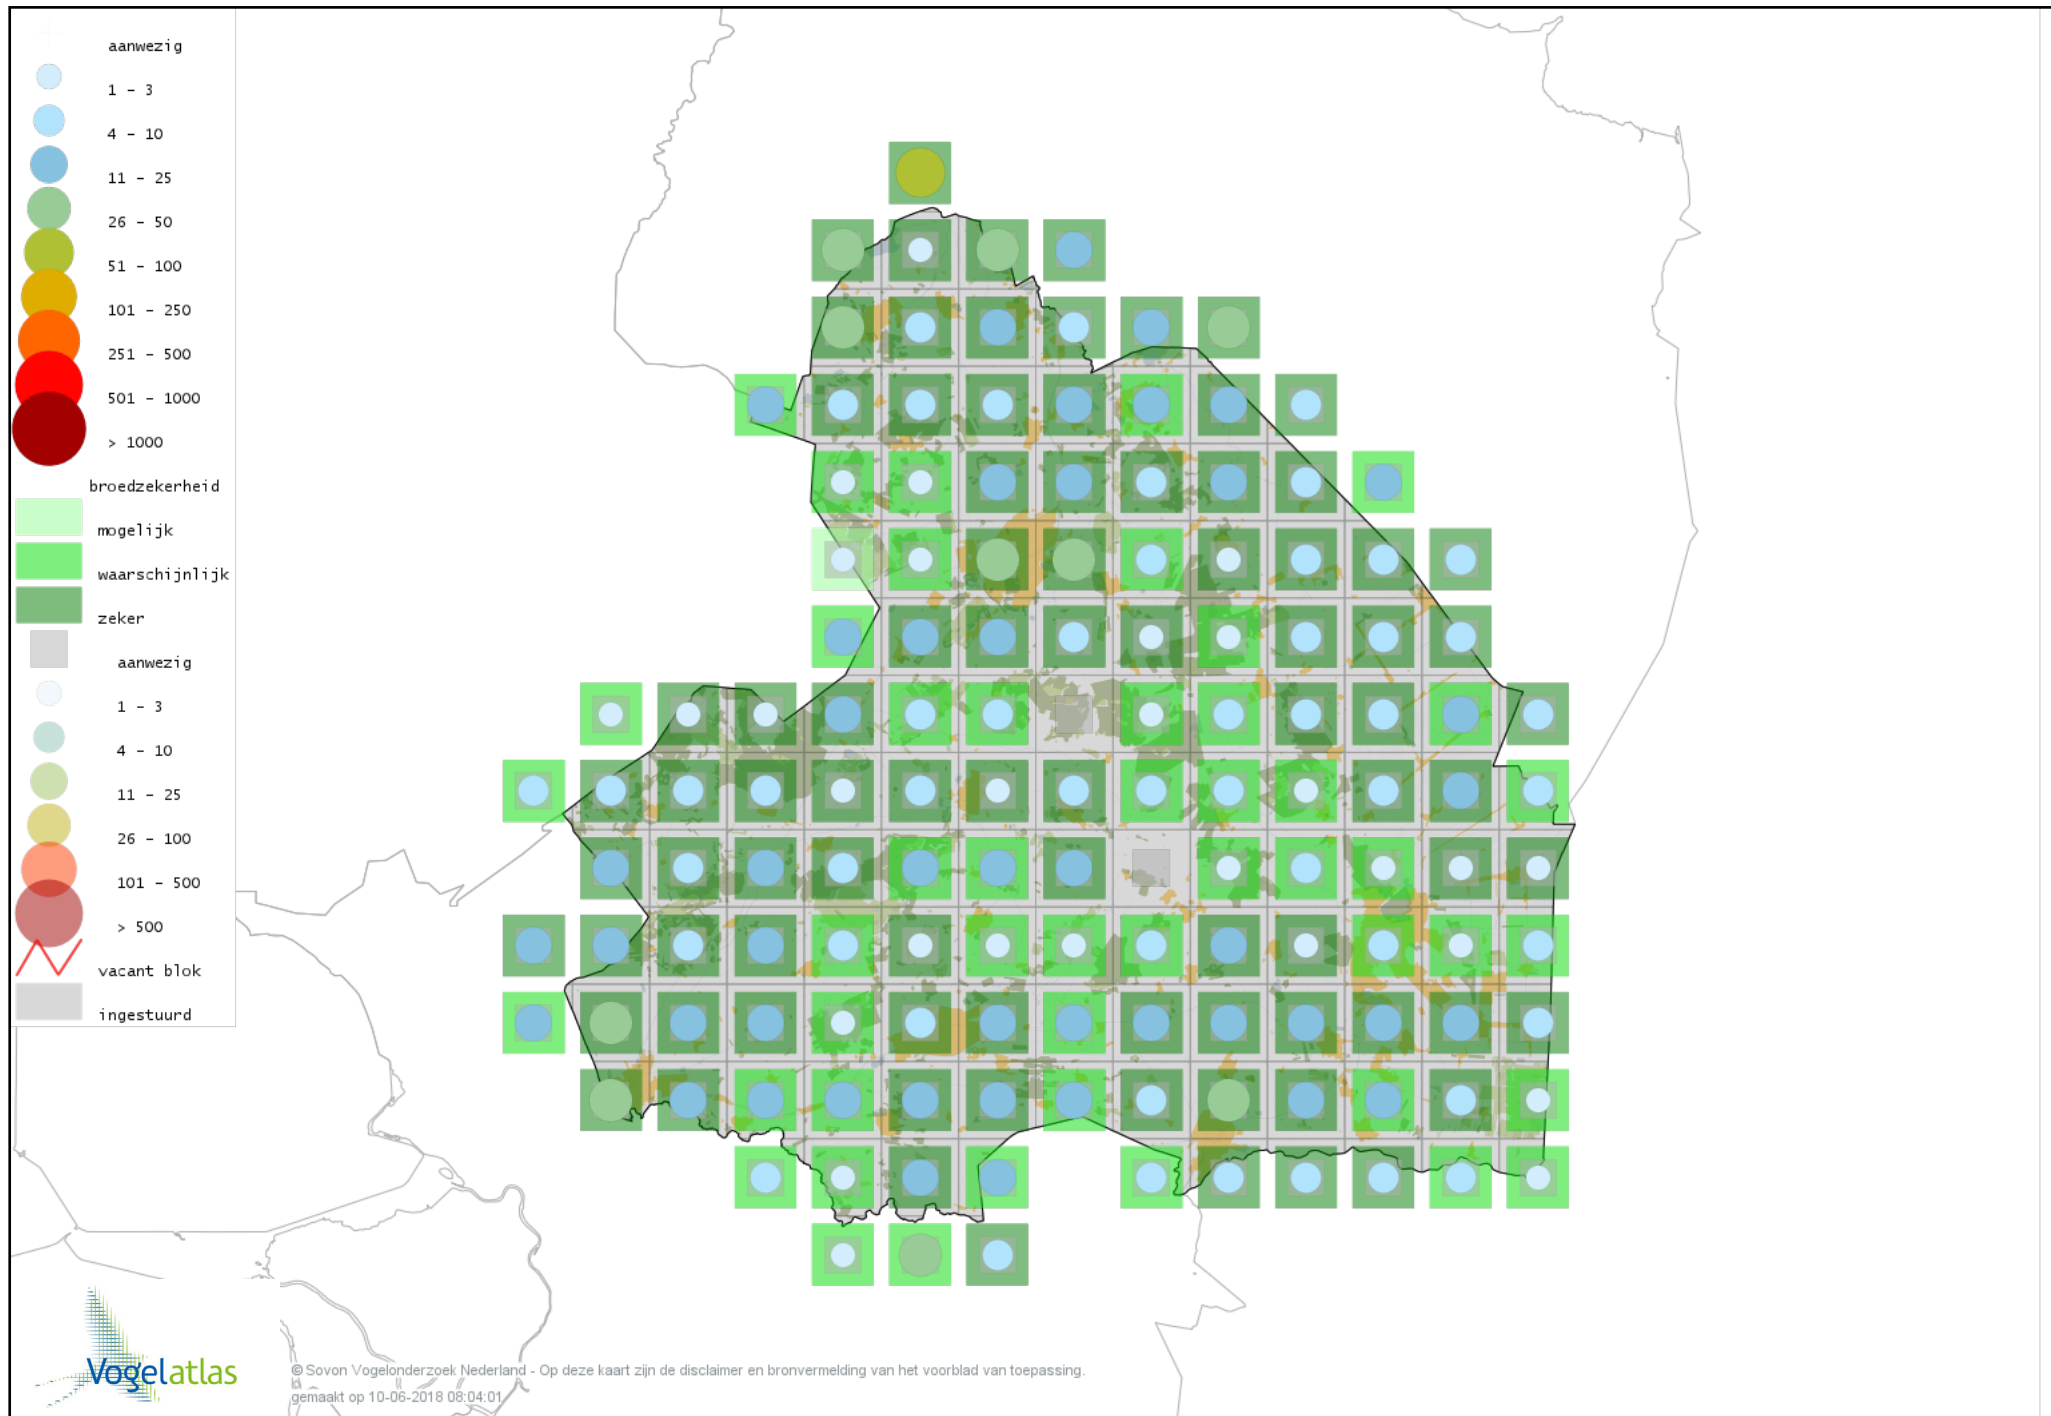 aanwezig
1 - 3
4 - 10
11 - 25
26 - 50
51 - 100
101 - 250
251 - 500
501 - 1000
> 1000
broedzekerheid
mogelijk
waarschijnlijk
zeker
aanwezig
1 - 3
4 - 10
11 - 25
26 - 100
101 - 500
> 500
vacant blok
ingestuurd
Vogelatlas
© Sovon Vogelonderzoek Nederland - Op deze kaart zijn de disclaimer en bronvermelding van het voorblad van toepassing.
gemaakt op 10-06-2018 08:04:01